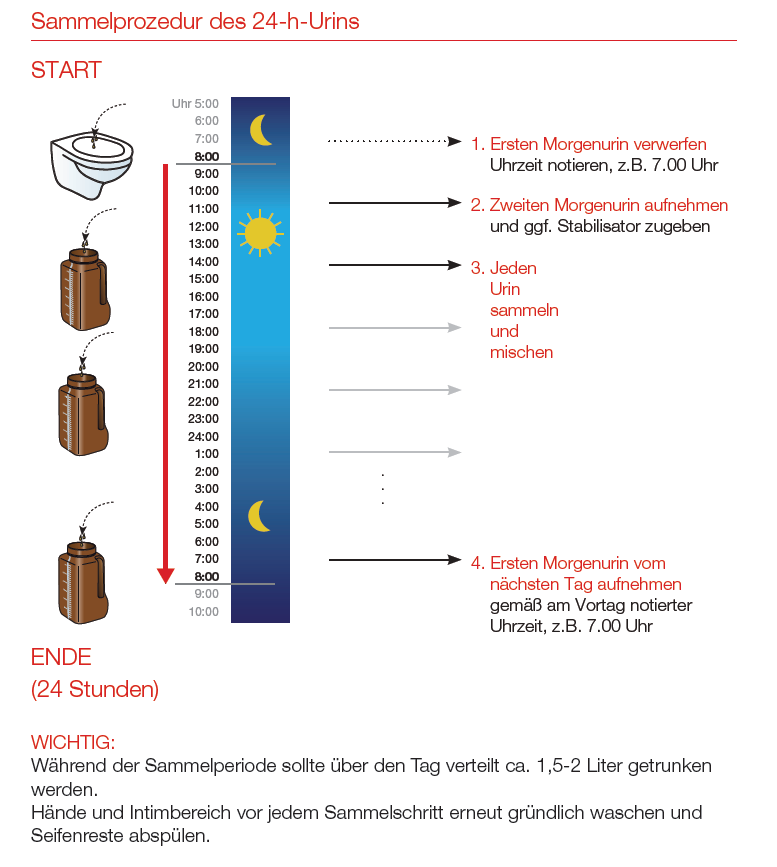 Sammelprozedur des 24-h-Urins
START
Uhr 5:00
6:00
7:00
8:00
9:00
10:00
11:00
12:00
13:00
14:00
15:00
16:00
17:00
18:00
19:00
20:00
21:00
22:00
23:00
24:00
1:00
2:00
3:00
4:00
5:00
6:00
7:00
8:00
9:00
10:00
1. Ersten Morgenurin verwerfen
Uhrzeit notieren, z.B. 7.00 Uhr
2. Zweiten Morgenurin aufnehmen
und ggf. Stabilisator zugeben
3. Jeden
Urin
sammeln
und
mischen
4. Ersten Morgenurin vom
nächsten Tag aufnehmen
gemäß am Vortag notierter
Uhrzeit, z.B. 7.00 Uhr
ENDE
(24 Stunden)
WICHTIG:
Während der Sammelperiode sollte über den Tag verteilt ca. 1,5-2 Liter getrunken
werden.
Hände und Intimbereich vor jedem Sammelschritt erneut gründlich waschen und
Seifenreste abspülen.